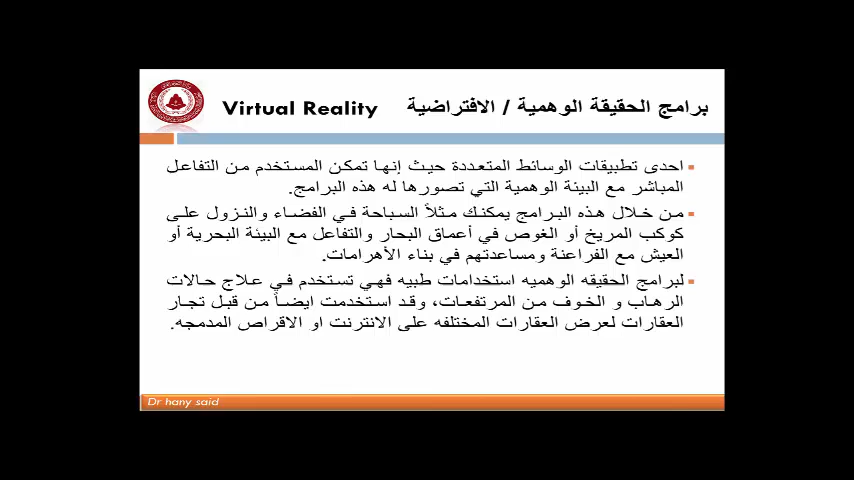 برامج الحقيقة الوهمية / الافتراضية Virtual Reality
احدى تطبيقات الوسائط المتعددة حيث إنها تمكن المستخدم من التفاعل
المباشر مع البيئة الوهمية التي تصورها له هذه البرامج.
من خلال هذه البرامج يمكنك مثلاً السباحة في الفضاء والنزول على
كوكب المريخ أو الغوص في أعماق البحار والتفاعل مع البيئة البحرية أو
العيش مع الفراعنة ومساعدتهم في بناء الأهرامات.
لبرامج الحقيقه الوهميه استخدامات طبيه فهي تستخدم في علاج حالات
الرهاب و الخوف من المرتفعات، وقد استخدمت ايضاً من قبل تجار
العقارات لعرض العقارات المختلفه على الانترنت او الاقراص المدمجه.
Dr hany said